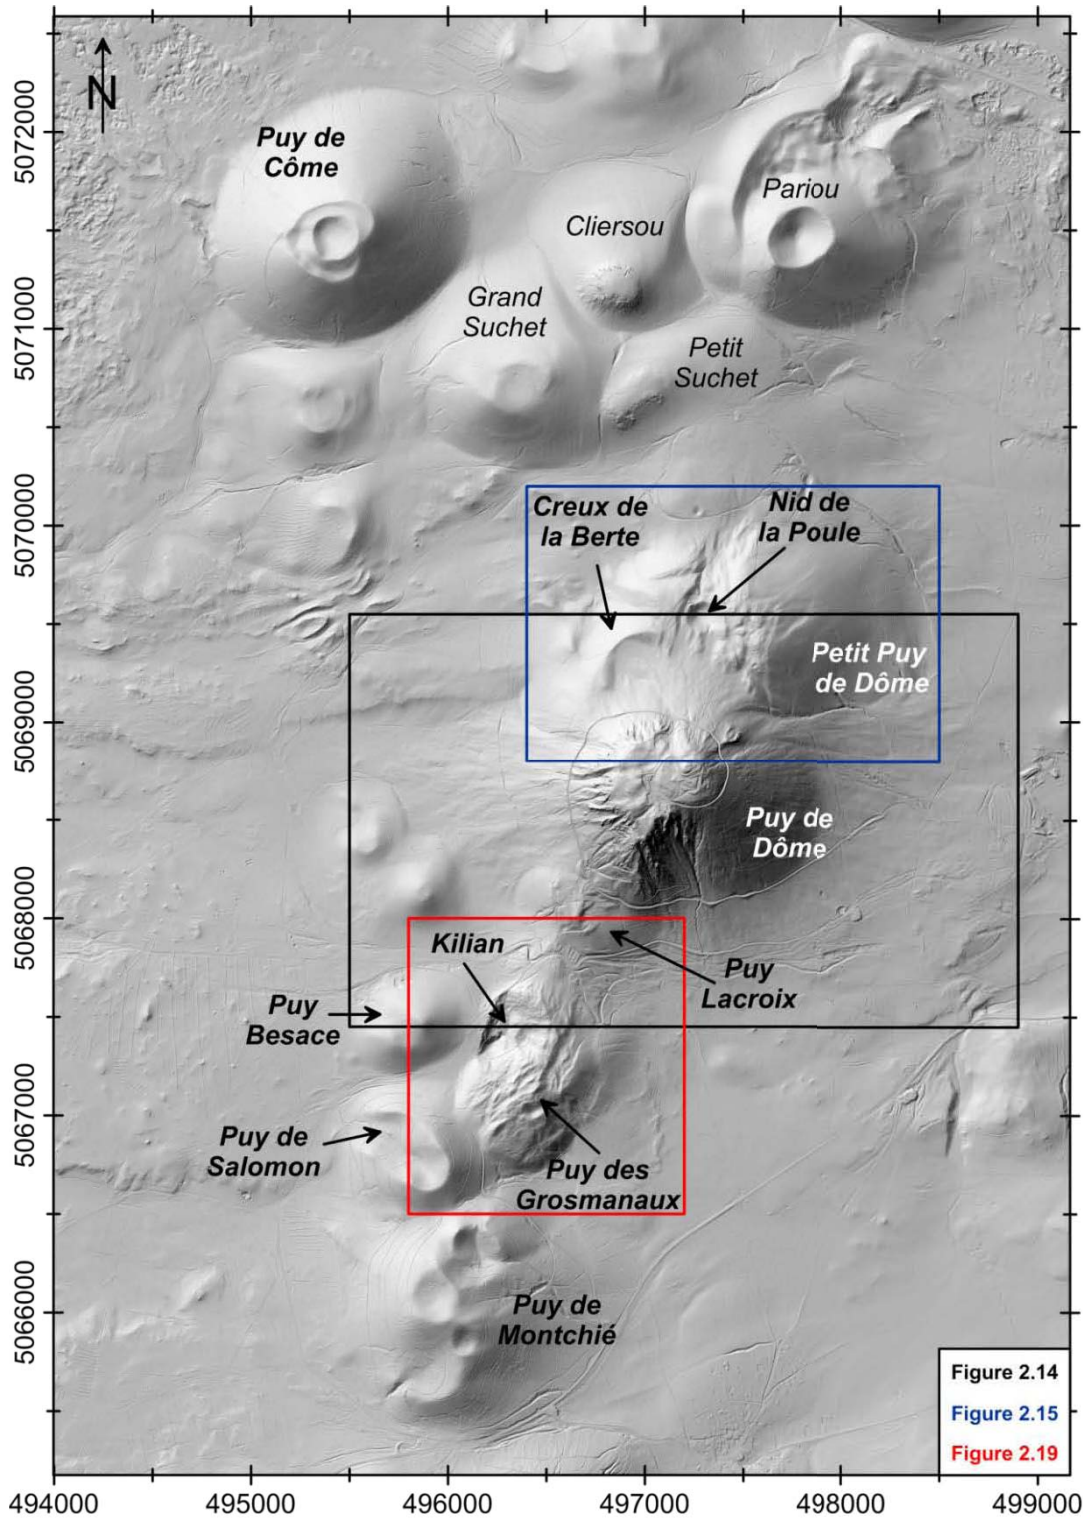 N
5072000
5071000
5070000
5069000
5068000
5067000
5066000
Puy de
Côme
Pariou
Cliersou
Grand
Suchet
Petit
Suchet
Creux de
la Berte
Nid de
la Poule
Petit Puy
de Dôme
Puy de
Dôme
Kilian
Puy
Lacroix
Puy
Besace
Puy de
Salomon
Puy des
Grosmanaux
Puy de
Montchié
Figure 2.14
Figure 2.15
Figure 2.19
494000
495000
496000
497000
498000
499000